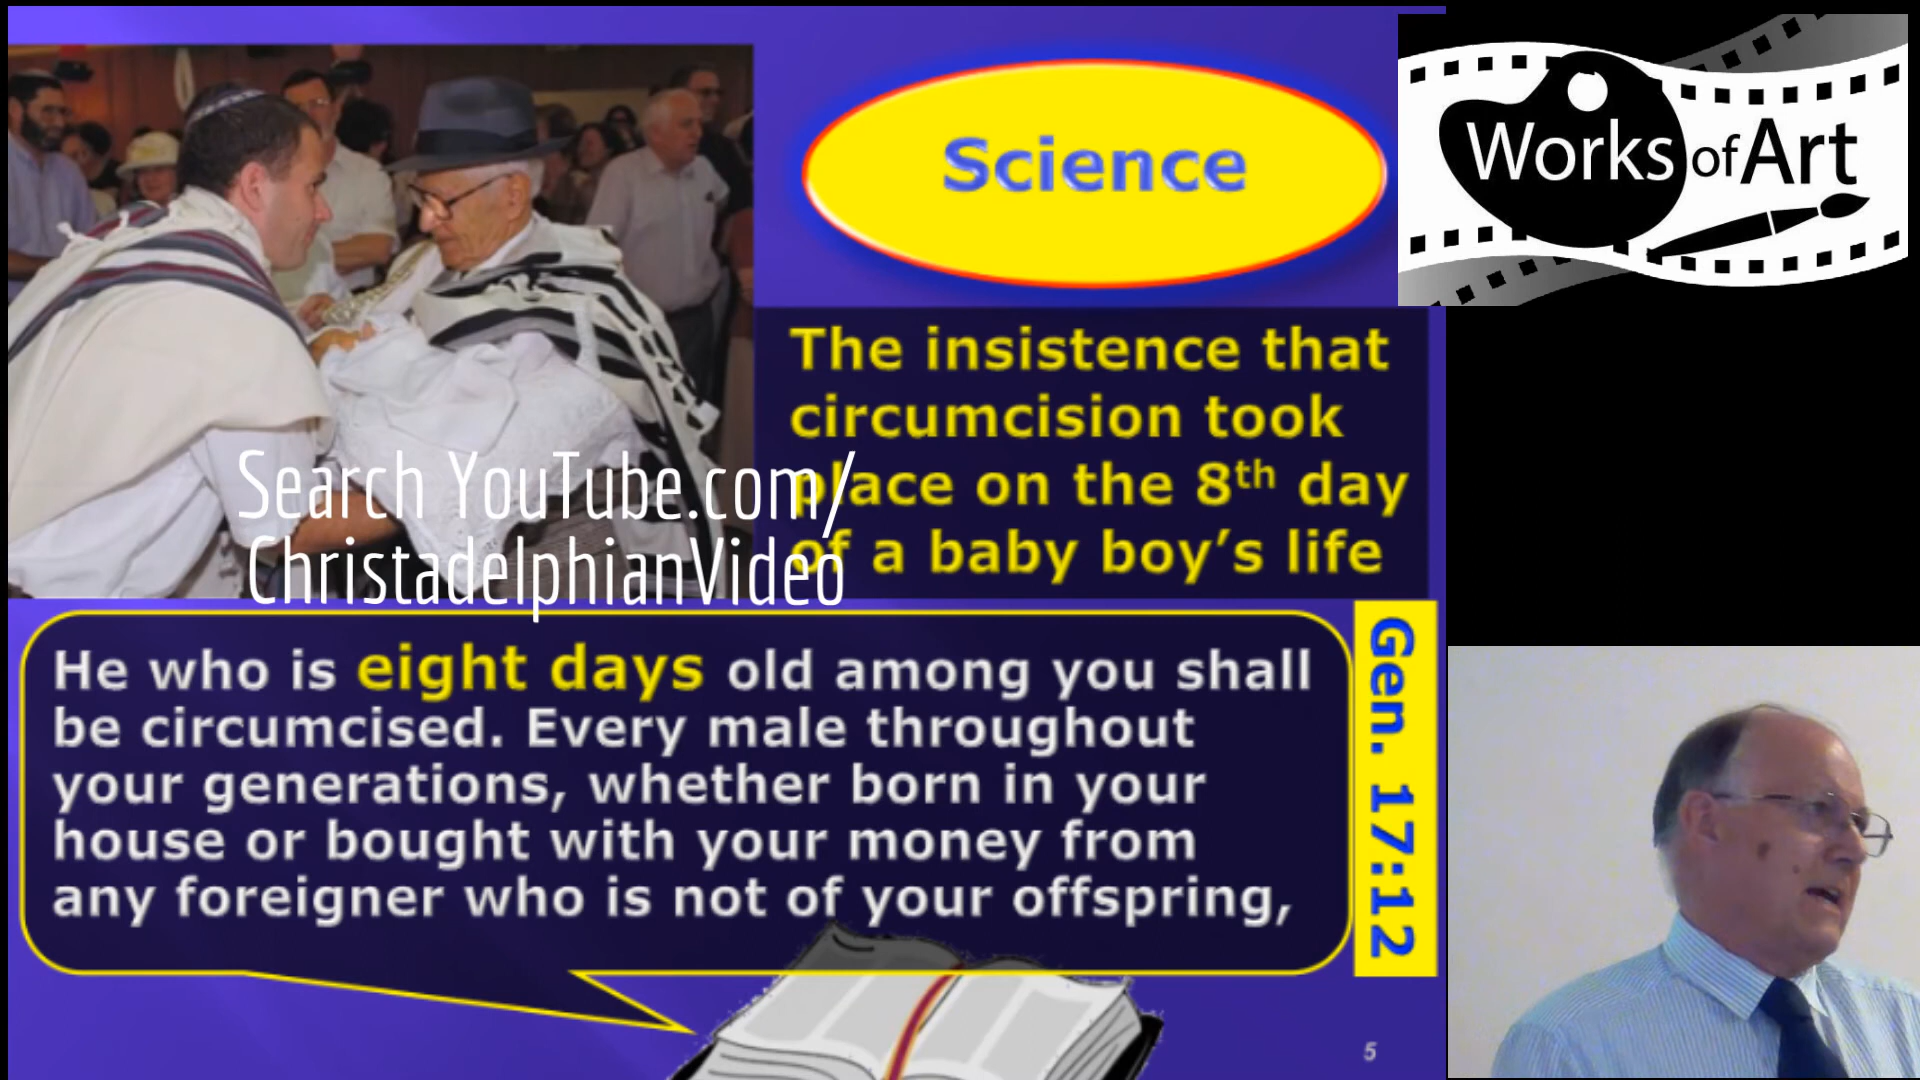 Science
Works of Art
The insistence that
circumcision took
place on the 8th day
of a baby boy’s life
Search YouTube.com/
ChristadelphianVideo
He who is eight days old among you shall
be circumcised. Every male throughout
your generations, whether born in your
house or bought with your money from
any foreigner who is not of your offspring,
Gen. 17:12
5